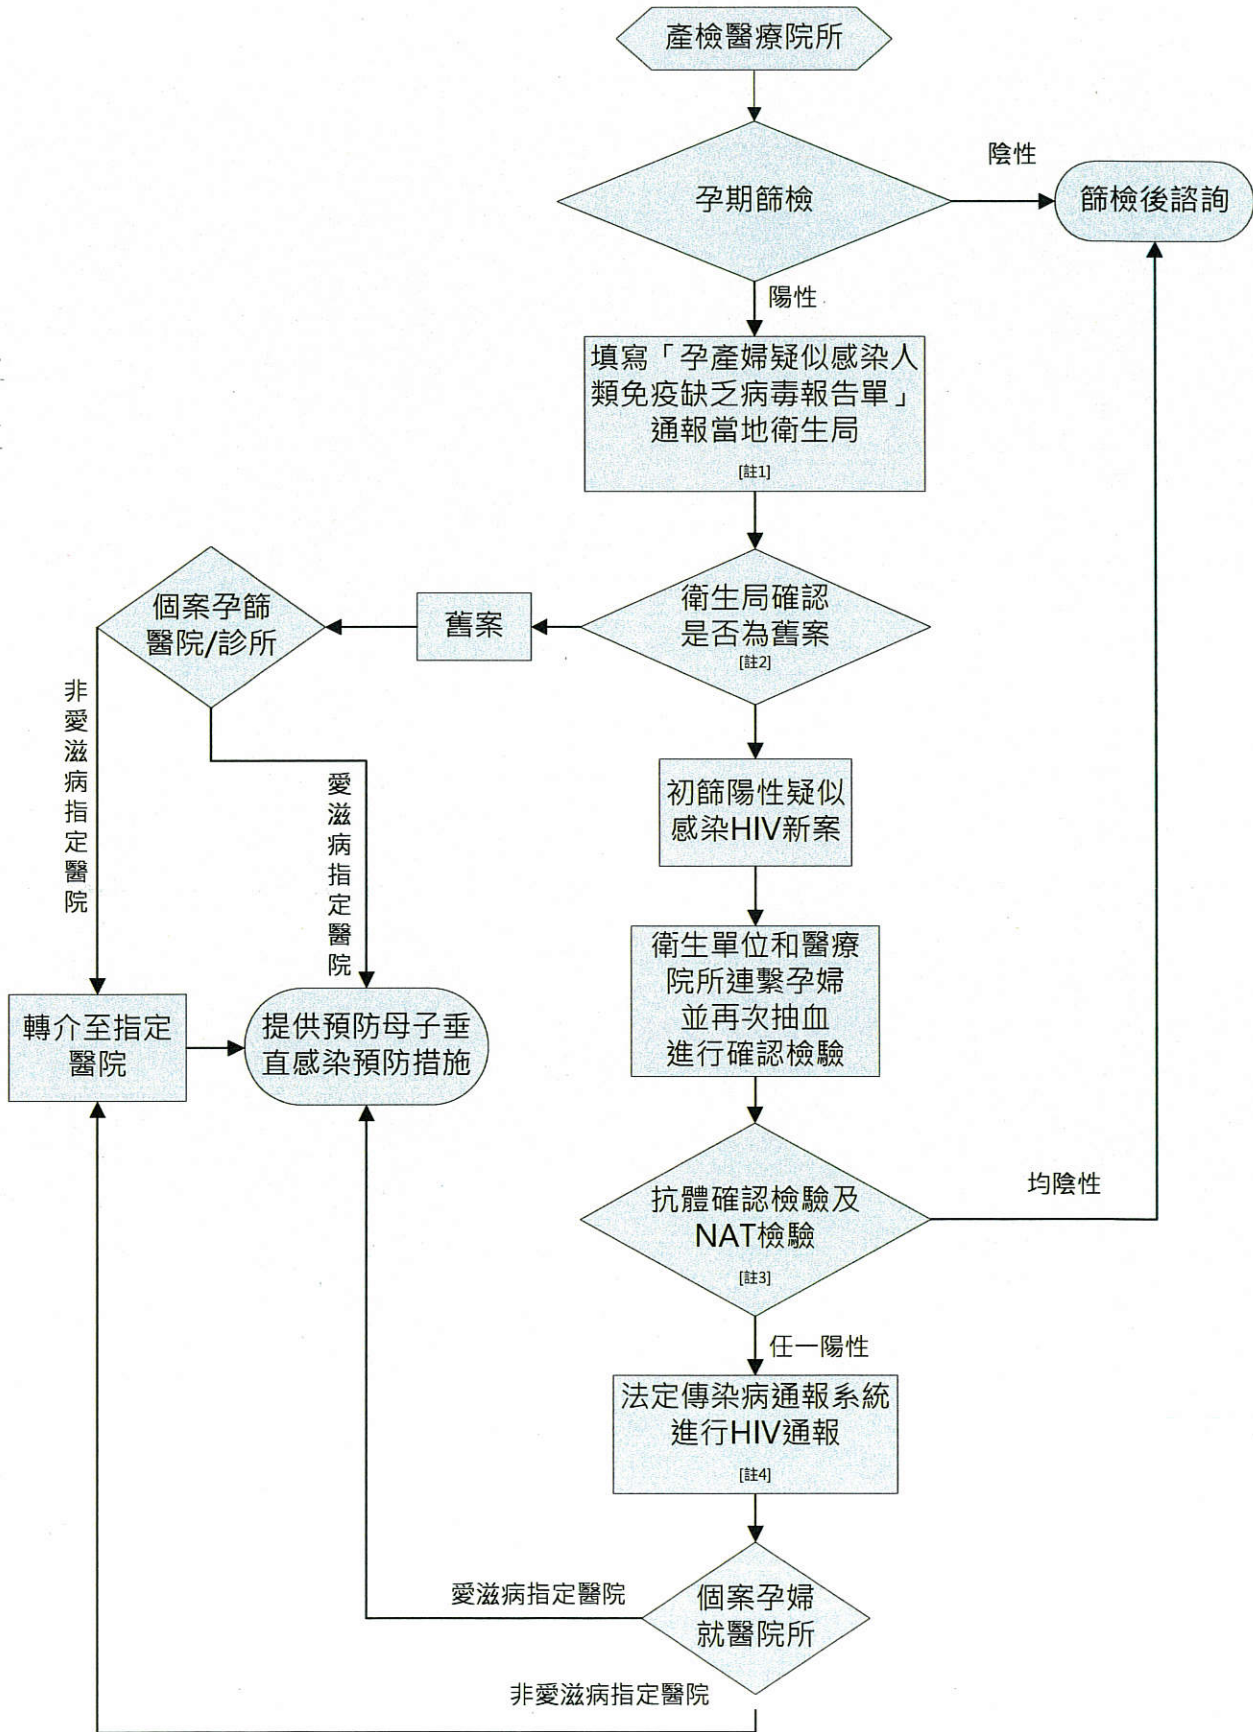 產檢醫療院所
孕期篩檢
陰性
篩檢後諮詢
陽性
填寫「孕產婦疑似感染人
類免疫缺乏病毒報告單」
通報當地衛生局
[註1]
衛生局確認
是否為舊案
[註2]
舊案
個案孕篩
醫院/診所
非愛滋病指定醫院
愛滋病指定醫院
初篩陽性疑似
感染HIV新案
衛生單位和醫療
院所連繫孕婦
並再次抽血
進行確認檢驗
轉介至指定
醫院
提供預防母子垂
直感染預防措施
抗體確認檢驗及
NAT檢驗
[註3]
均陰性
任一陽性
法定傳染病通報系統
進行HIV通報
[註4]
個案孕婦
就醫院所
愛滋病指定醫院
非愛滋病指定醫院